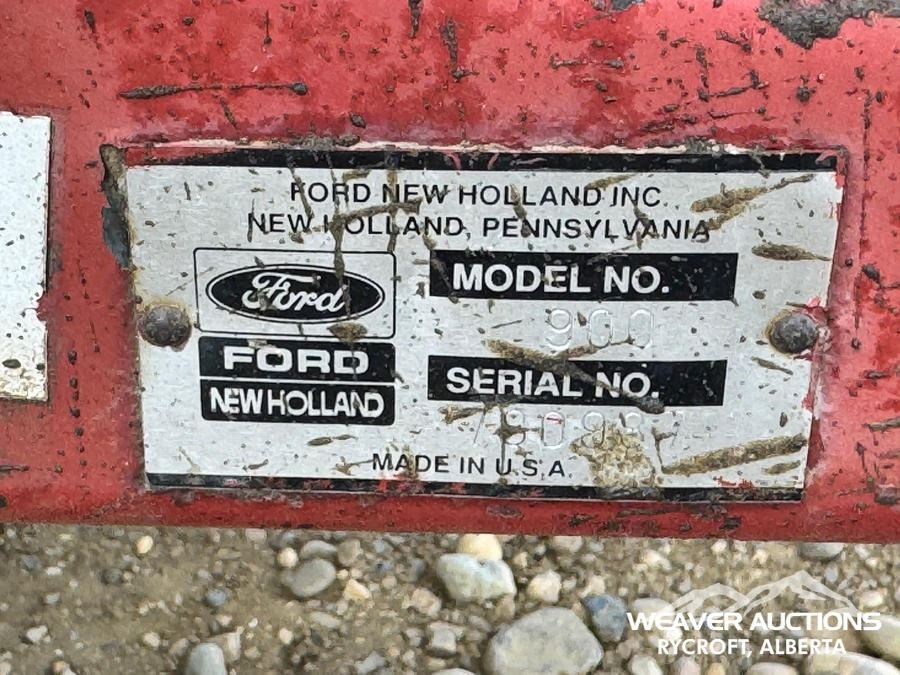 FORD NEW HOLLAND INC.
NEW HOLLAND, PENNSYLVANIA
Ford
FORD
NEW HOLLAND
MODEL NO.
900
SERIAL NO.
MADE IN U.S.A.
WEAVER AUCTIONS
RYCROFT, ALBERTA